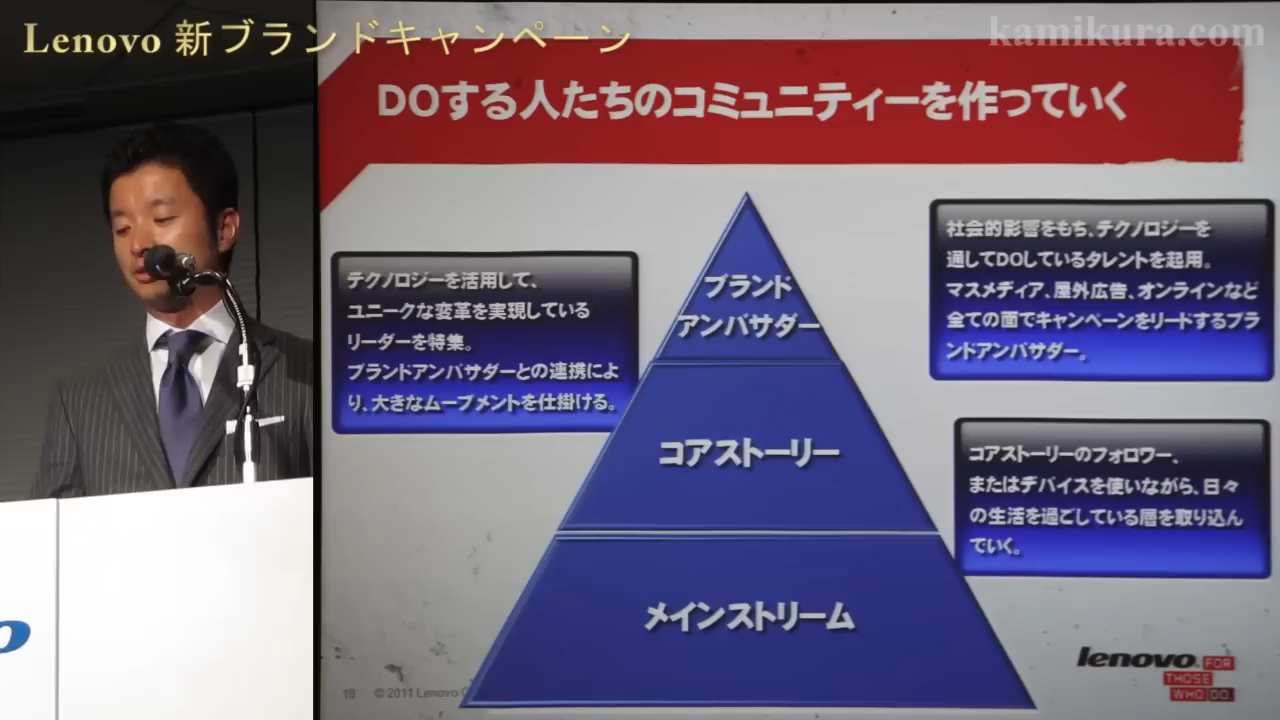 Lenovo 新ブランドキャンペーン
kamikura.com
DOする人たちのコミュニティーを作っていく
テクノロジーを活用して、
ユニークな変革を実現している
リーダーを特集。
ブランドアンバサダーとの連携によ
り、大きなムーブメントを仕掛ける。
ブランド
アンバサダー
社会的影響をもち、テクノロジーを
通してDOしているタレントを起用。
マスメディア、屋外広告、オンラインなど
全ての面でキャンペーンをリードするブラ
ンドアンバサダー。
コアストーリー
コアストーリーのフォロワー、
またはデバイスを使いながら、日々
の生活を過ごしている層を取り込ん
でいく。
メインストリーム
18 © 2011 Lenovo
lenovo FOR
THOSE
WHO DO.